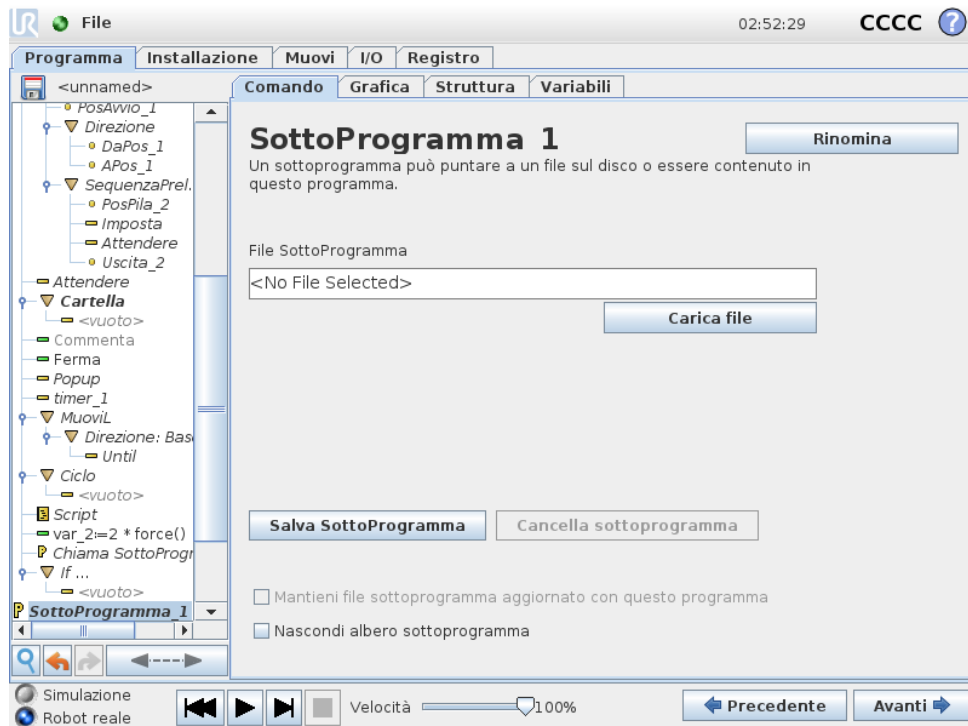 UR File 02:52:29 CCCC ?
Programma Installazione Muovi I/O Registro
<unnamed>
Comando Grafica Struttura Variabili
PosAvvio_1
Direzione
DaPos_1
APos_1
SequenzaPrel.
PosPila_2
Imposta
Attendere
Uscita_2
Attendere
Cartella
<vuoto>
Commenta
Ferma
Popup
timer_1
MuoviL
Direzione: Bas
Until
Ciclo
<vuoto>
Script
var_2:=2 * force()
P Chiama SottoProgr
If ...
<vuoto>
P SottoProgramma_1
SottoProgramma_1
Rinomina
Un sottoprogramma può puntare a un file sul disco o essere contenuto in
questo programma.
File SottoProgramma
<No File Selected>
Carica file
Salva SottoProgramma Cancella sottoprogramma
Mantieni file sottoprogramma aggiornato con questo programma
Nascondi albero sottoprogramma
Simulazione
Robot reale
Velocità 100%
Precedente Avanti